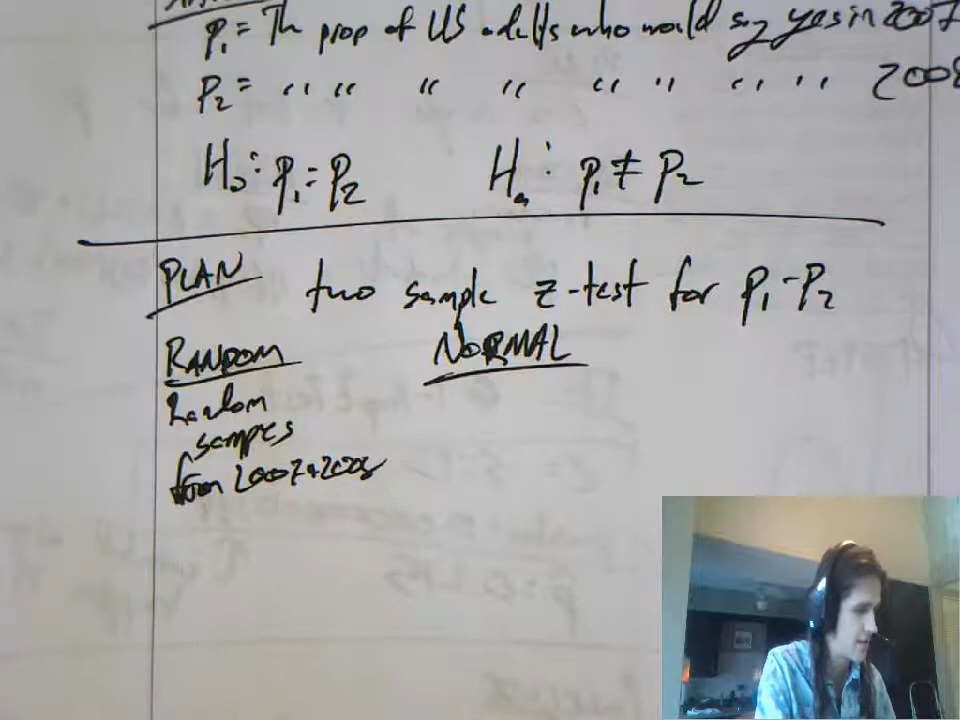 p₁ = The prop of US adults who would say yes in 2007
p₂ = " " " " " " " " 2008
H₀: p₁ = p₂ Hₐ: p₁ ≠ p₂
PLAN two sample z-test for p₁-p₂
RANDOM NORMAL
Random
samples
from 2007 & 2008